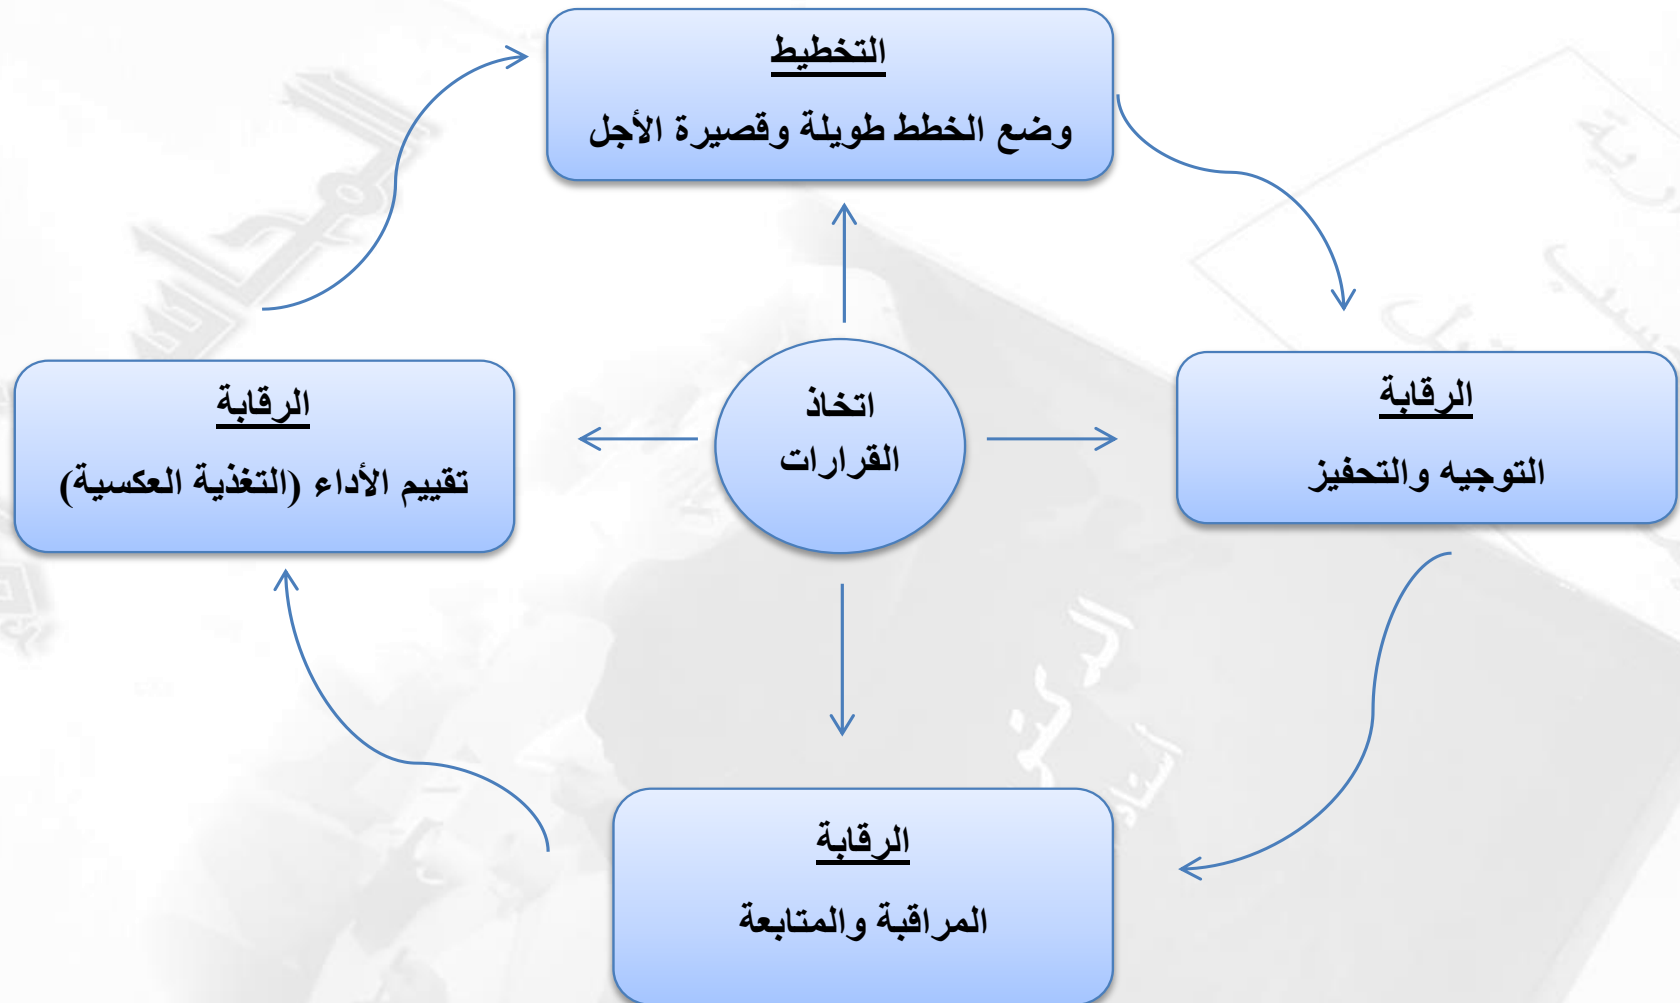 التخطيط
وضع الخطط طويلة وقصيرة الأجل
الرقابة
التوجيه والتحفيز
اتخاذ
القرارات
الرقابة
تقييم الأداء (التغذية العكسية)
الرقابة
المراقبة والمتابعة